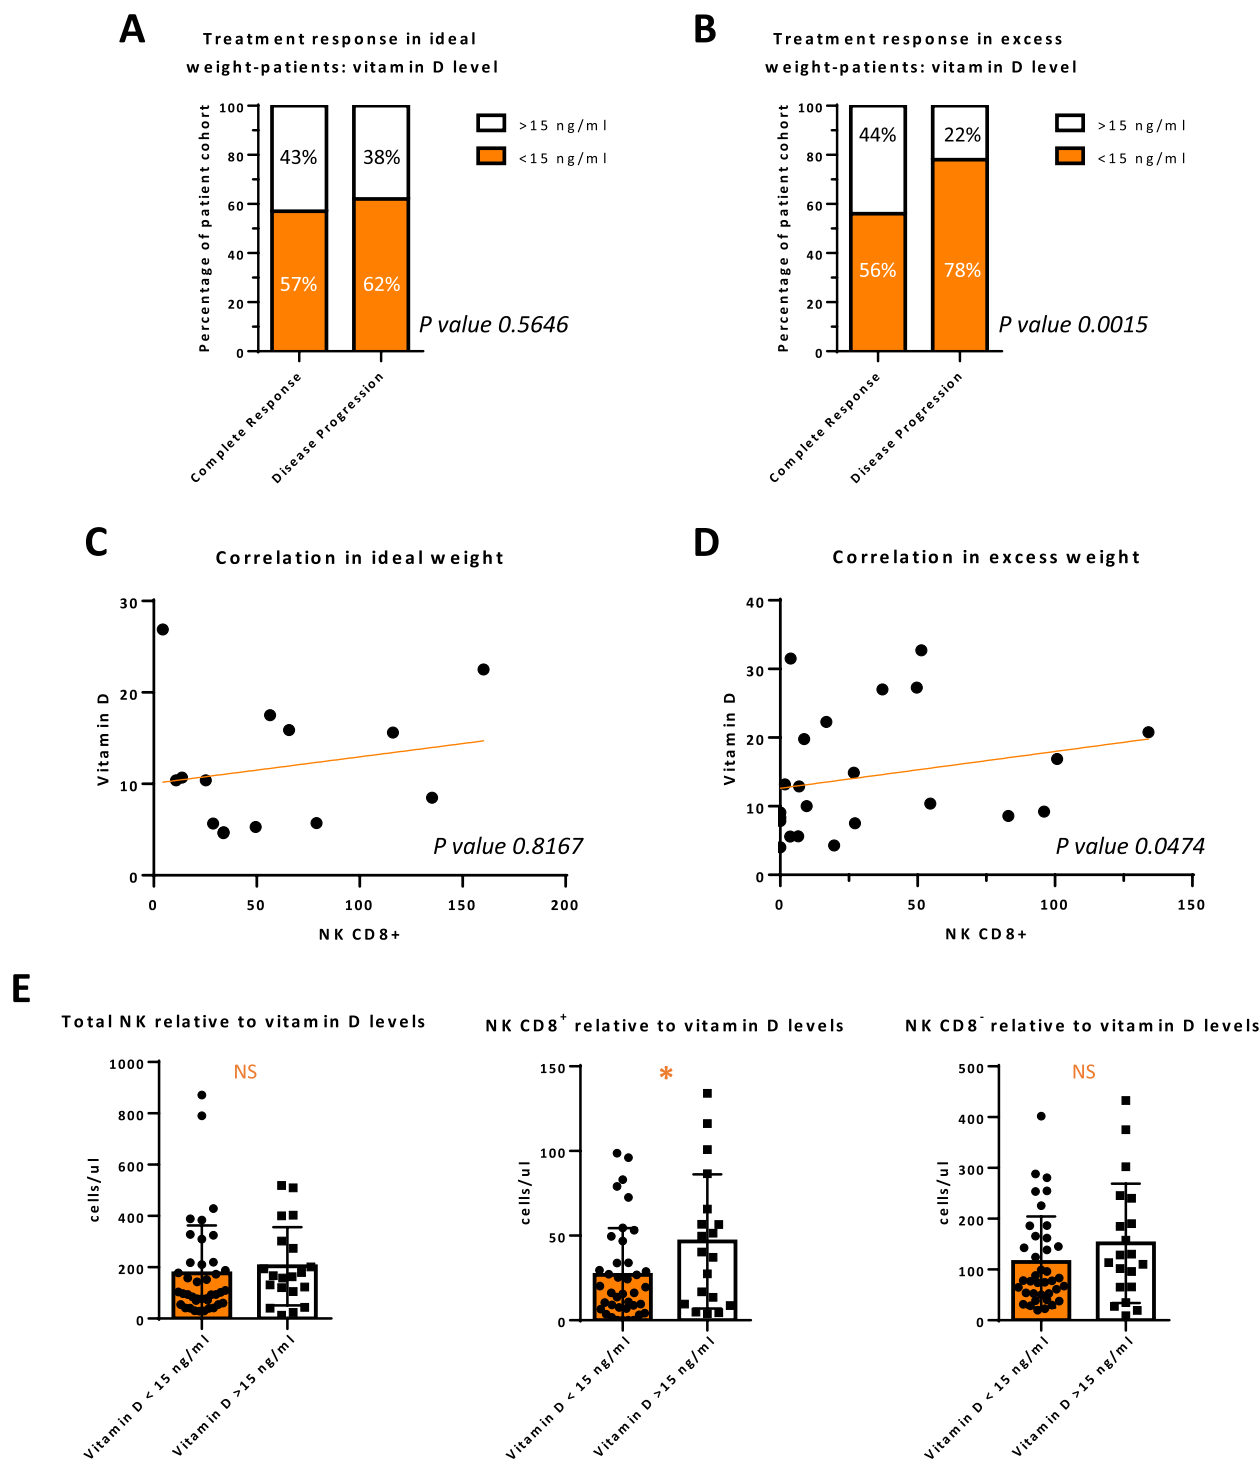 A
Treatment response in ideal
weight-patients: vitamin D level
Percentage of patient cohort
100
80
60
40
20
0
43%
38%
57%
62%
>15 ng/ml
<15 ng/ml
P value 0.5646
Complete Response
Disease Progression
B
Treatment response in excess
weight-patients: vitamin D level
Percentage of patient cohort
100
80
60
40
20
0
44%
22%
56%
78%
>15 ng/ml
<15 ng/ml
P value 0.0015
Complete Response
Disease Progression
C
Correlation in ideal weight
Vitamin D
30
20
10
0
P value 0.8167
0 50 100 150 200
NK CD8+
D
Correlation in excess weight
Vitamin D
40
30
20
10
0
P value 0.0474
0 50 100 150
NK CD8+
E
Total NK relative to vitamin D levels
cells/ul
1000
800
600
400
200
0
NS
Vitamin D < 15 ng/ml
Vitamin D >15 ng/ml
NK CD8+ relative to vitamin D levels
cells/ul
150
100
50
0
*
Vitamin D < 15 ng/ml
Vitamin D >15 ng/ml
NK CD8- relative to vitamin D levels
cells/ul
500
400
300
200
100
0
NS
Vitamin D < 15 ng/ml
Vitamin D >15 ng/ml